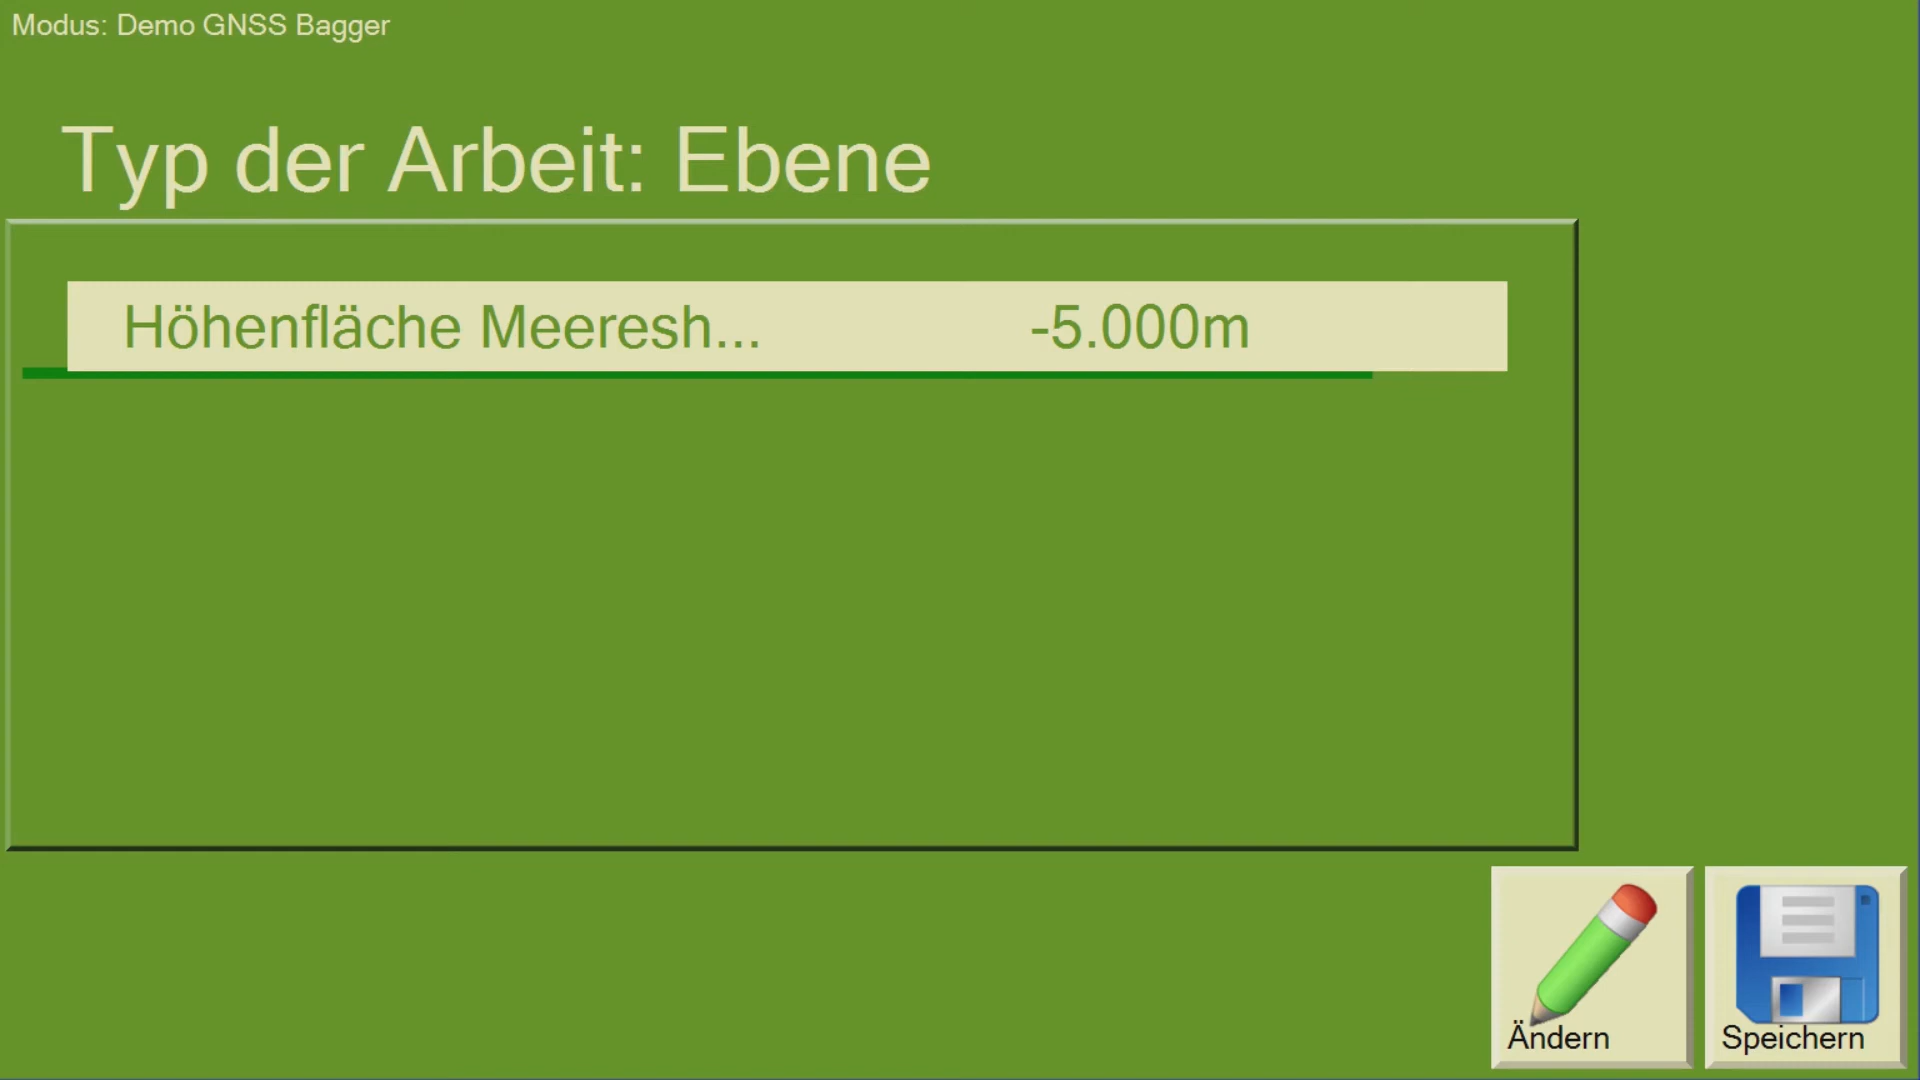 Modus: Demo GNSS Bagger
Typ der Arbeit: Ebene
Höhenfläche Meeresh... -5.000m
Ändern
Speichern